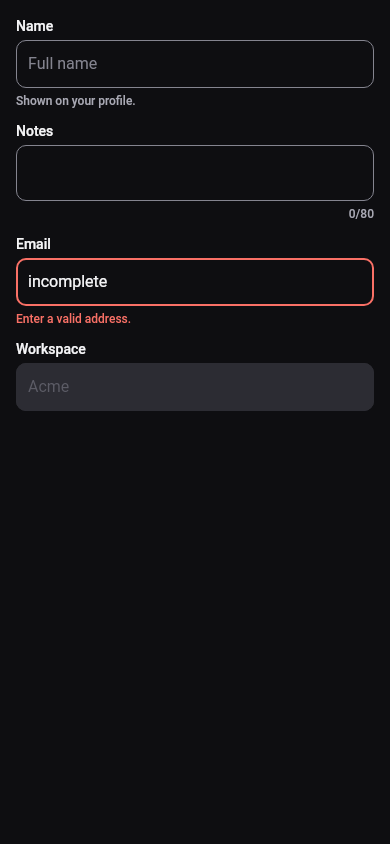 Name
Full name
Shown on your profile.
Notes
0/80
Email
incomplete
Enter a valid address.
Workspace
Acme